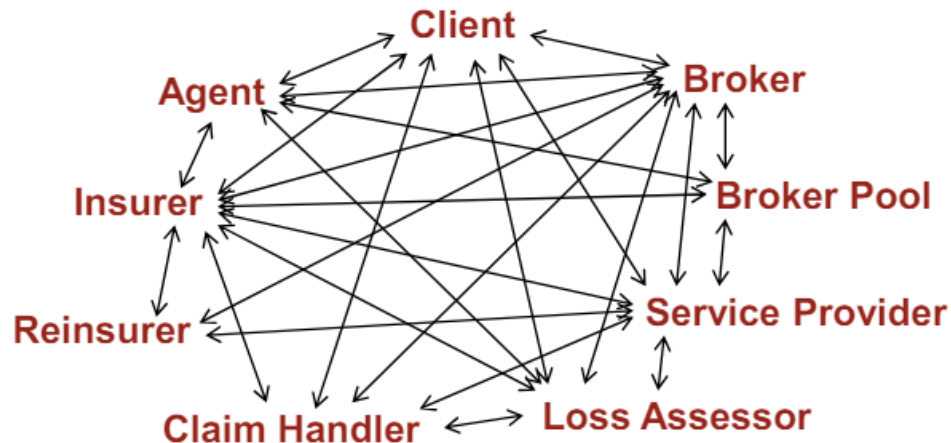 Client
Agent
Broker
Insurer
Broker Pool
Reinsurer
Service Provider
Claim Handler
Loss Assessor